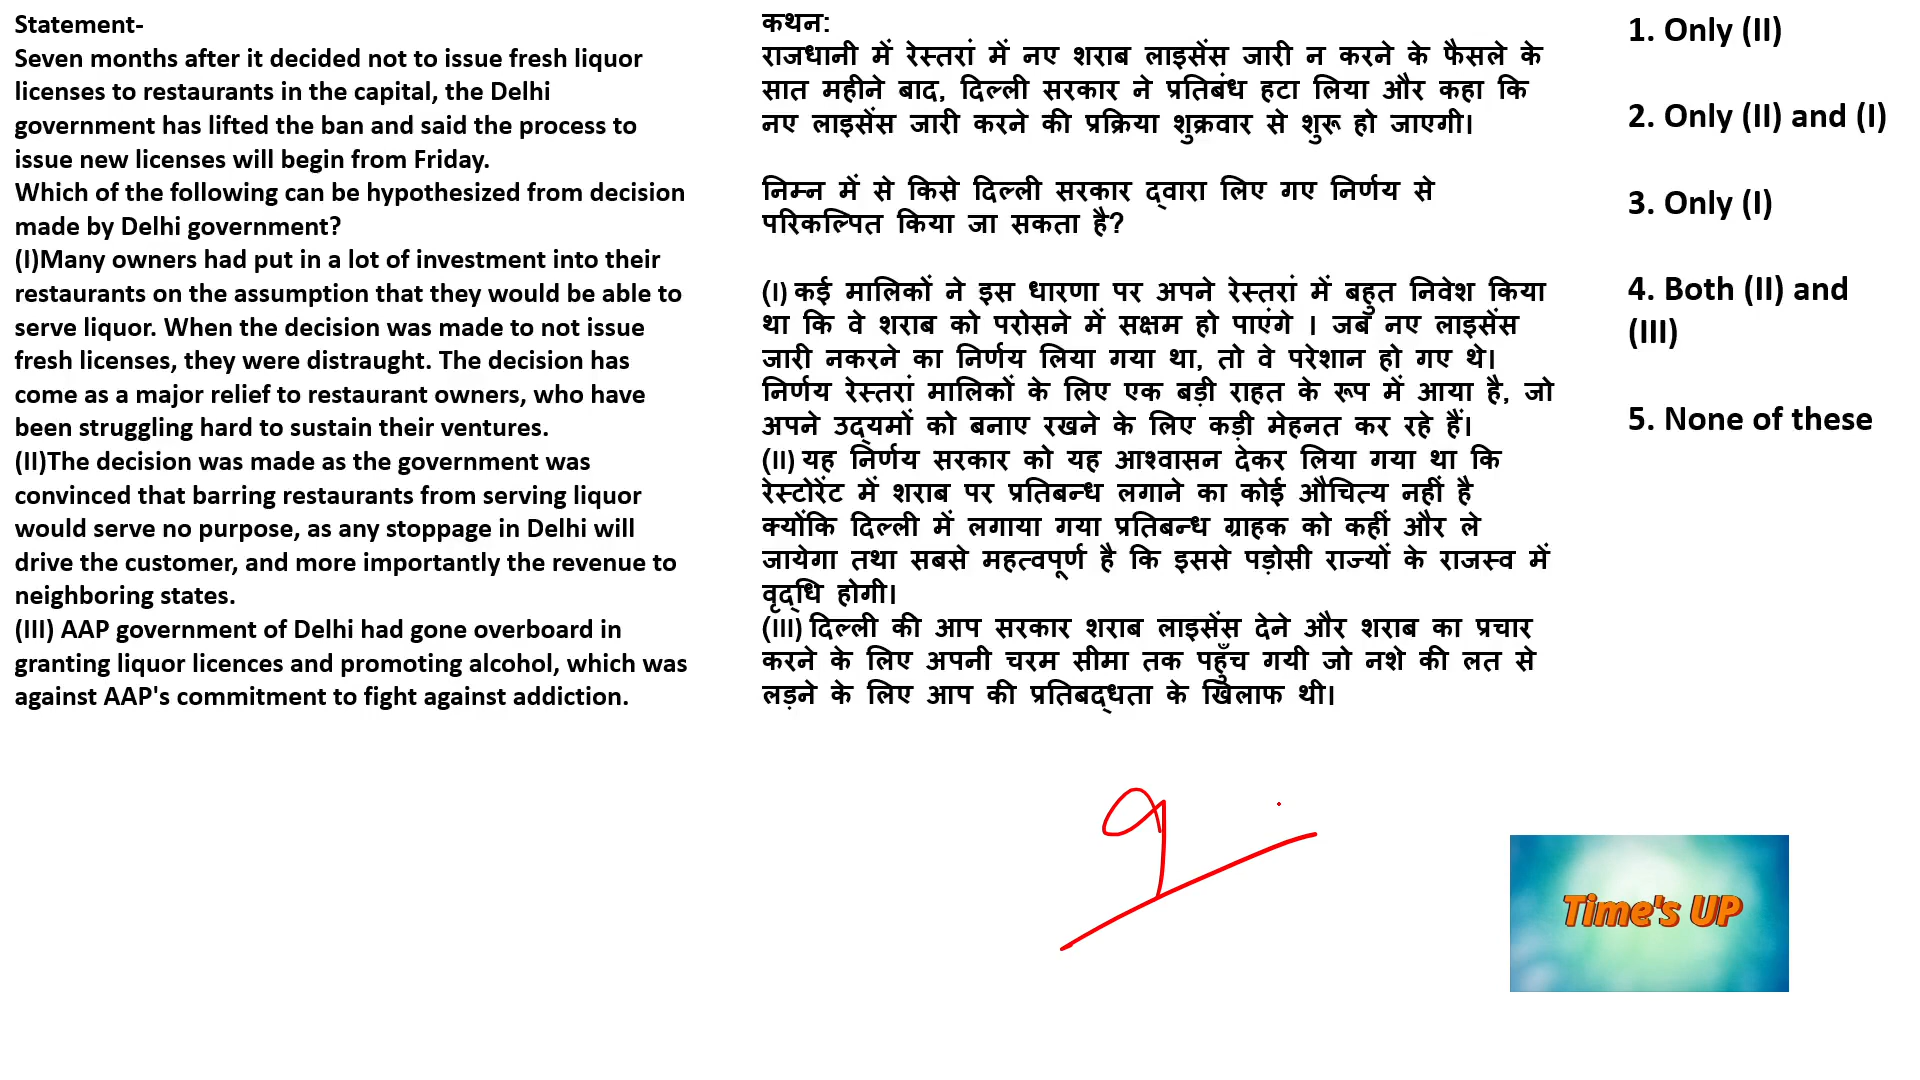 Statement-
Seven months after it decided not to issue fresh liquor
licenses to restaurants in the capital, the Delhi
government has lifted the ban and said the process to
issue new licenses will begin from Friday.
Which of the following can be hypothesized from decision
made by Delhi government?
(I)Many owners had put in a lot of investment into their
restaurants on the assumption that they would be able to
serve liquor. When the decision was made to not issue
fresh licenses, they were distraught. The decision has
come as a major relief to restaurant owners, who have
been struggling hard to sustain their ventures.
(II)The decision was made as the government was
convinced that barring restaurants from serving liquor
would serve no purpose, as any stoppage in Delhi will
drive the customer, and more importantly the revenue to
neighboring states.
(III) AAP government of Delhi had gone overboard in
granting liquor licences and promoting alcohol, which was
against AAP's commitment to fight against addiction.
कथन:
राजधानी में रेस्तरां में नए शराब लाइसेंस जारी न करने के फैसले के
सात महीने बाद, दिल्ली सरकार ने प्रतिबंध हटा लिया और कहा कि
नए लाइसेंस जारी करने की प्रक्रिया शुक्रवार से शुरू हो जाएगी।
निम्न में से किसे दिल्ली सरकार द्वारा लिए गए निर्णय से
परिकल्पित किया जा सकता है?
(I) कई मालिकों ने इस धारणा पर अपने रेस्तरां में बहुत निवेश किया
था कि वे शराब को परोसने में सक्षम हो पाएंगे । जब नए लाइसेंस
जारी नकरने का निर्णय लिया गया था, तो वे परेशान हो गए थे।
निर्णय रेस्तरां मालिकों के लिए एक बड़ी राहत के रूप में आया है, जो
अपने उद्यमों को बनाए रखने के लिए कड़ी मेहनत कर रहे हैं।
(II) यह निर्णय सरकार को यह आश्वासन देकर लिया गया था कि
रेस्टोरेंट में शराब पर प्रतिबन्ध लगाने का कोई औचित्य नहीं है
क्योंकि दिल्ली में लगाया गया प्रतिबन्ध ग्राहक को कहीं और ले
जायेगा तथा सबसे महत्वपूर्ण है कि इससे पड़ोसी राज्यों के राजस्व में
वृद्धि होगी।
(III) दिल्ली की आप सरकार शराब लाइसेंस देने और शराब का प्रचार
करने के लिए अपनी चरम सीमा तक पहुँच गयी जो नशे की लत से
लड़ने के लिए आप की प्रतिबद्धता के खिलाफ थी।
1. Only (II)
2. Only (II) and (I)
3. Only (I)
4. Both (II) and
(III)
5. None of these
9
Time's UP